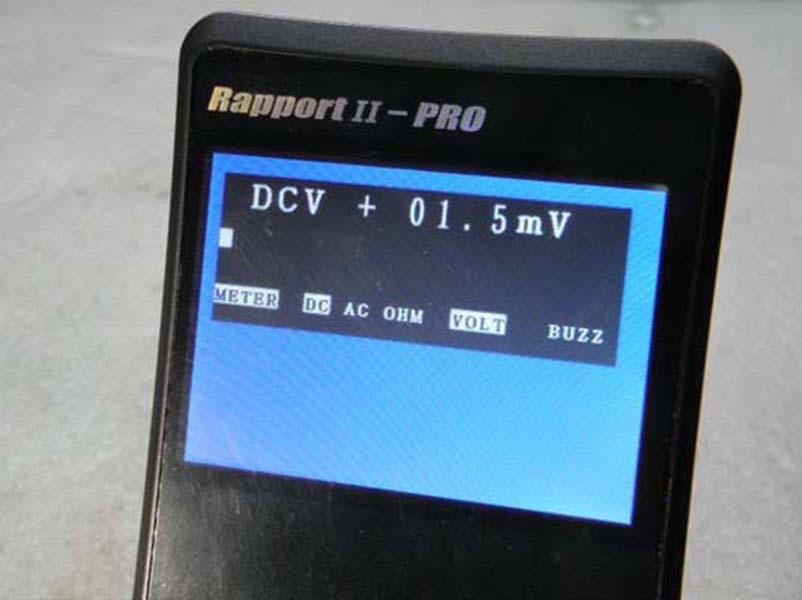 Rapport II - PRO
DCV + 01.5mV
METER DC AC OHM VOLT BUZZ